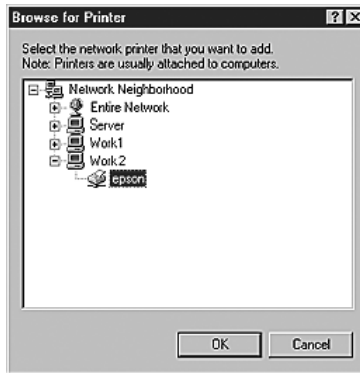 Browse for Printer
Select the network printer that you want to add.
Note: Printers are usually attached to computers.
Network Neighborhood
Entire Network
Server
Work1
Work2
epson
OK Cancel